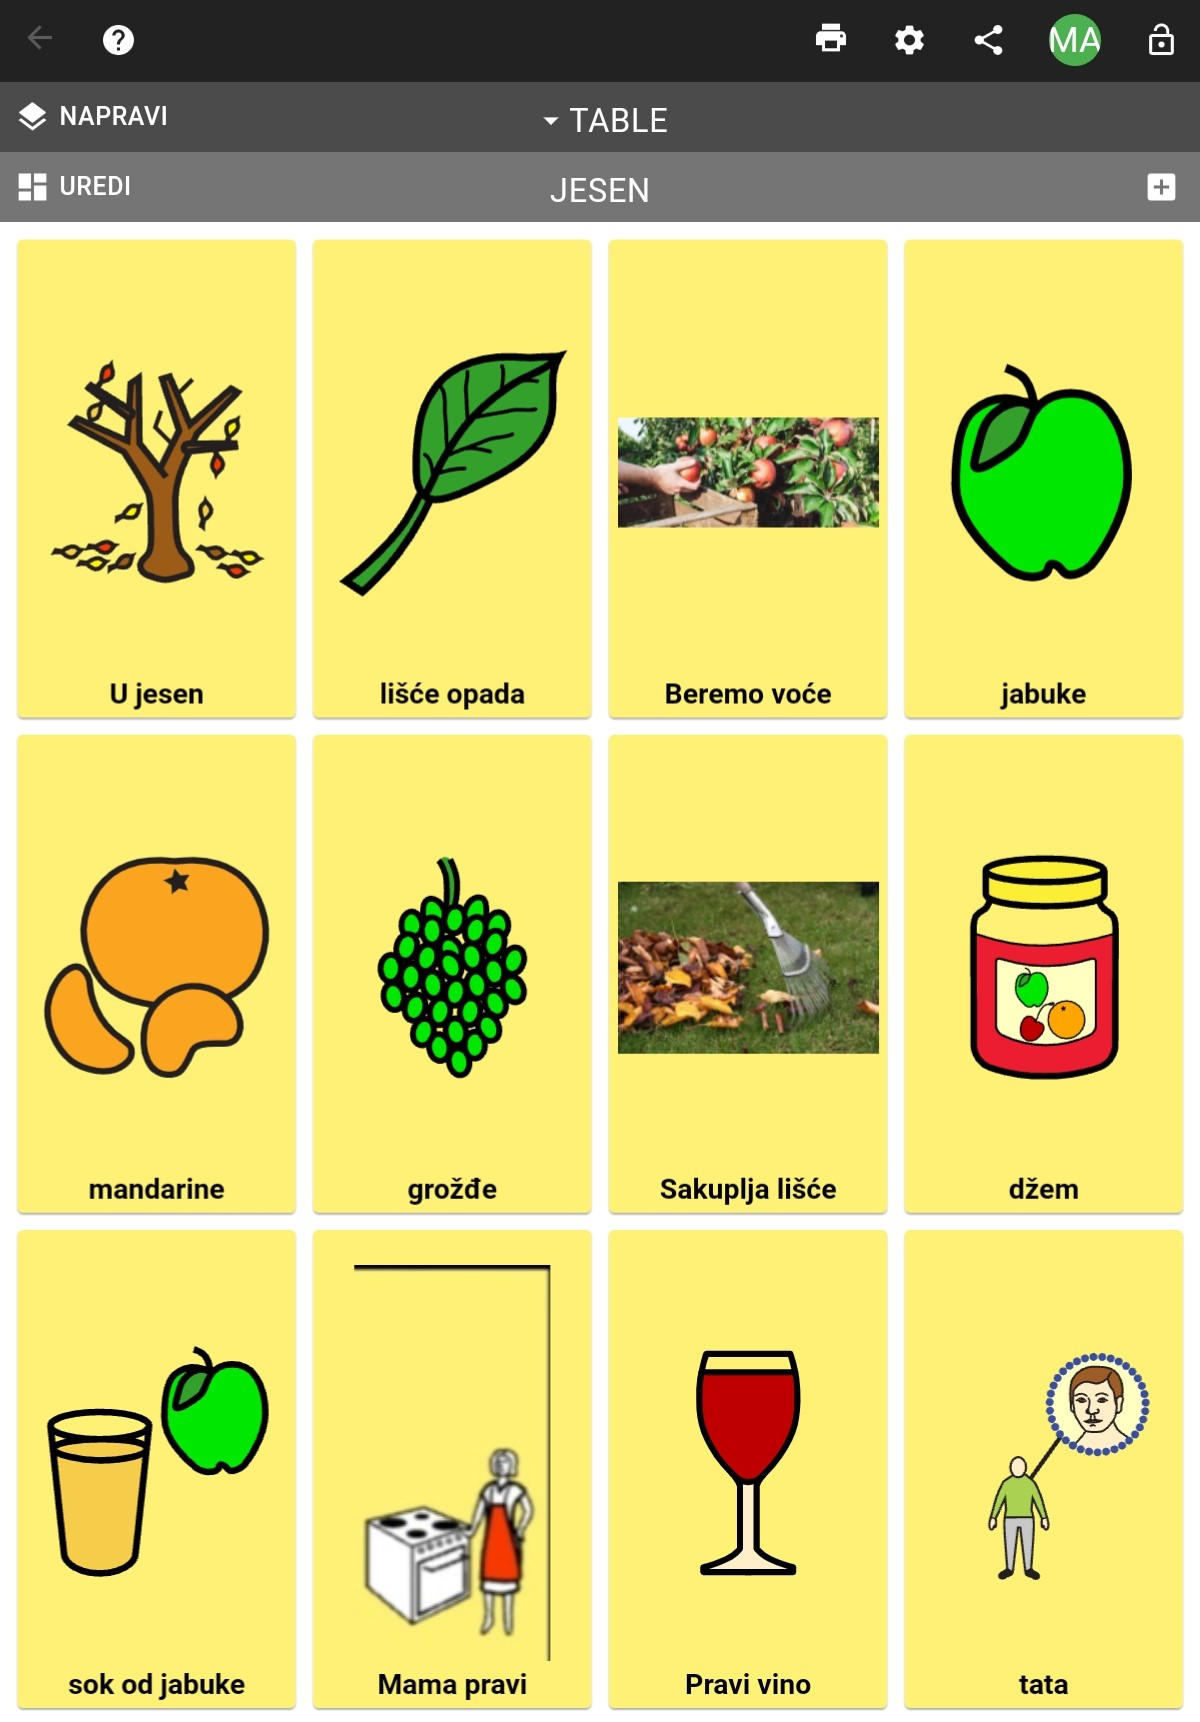 MA
NAPRAVI
TABLE
UREDI
JESEN
U jesen
lišće opada
Beremo voće
jabuke
mandarine
grožđe
Sakuplja lišće
džem
sok od jabuke
Mama pravi
Pravi vino
tata